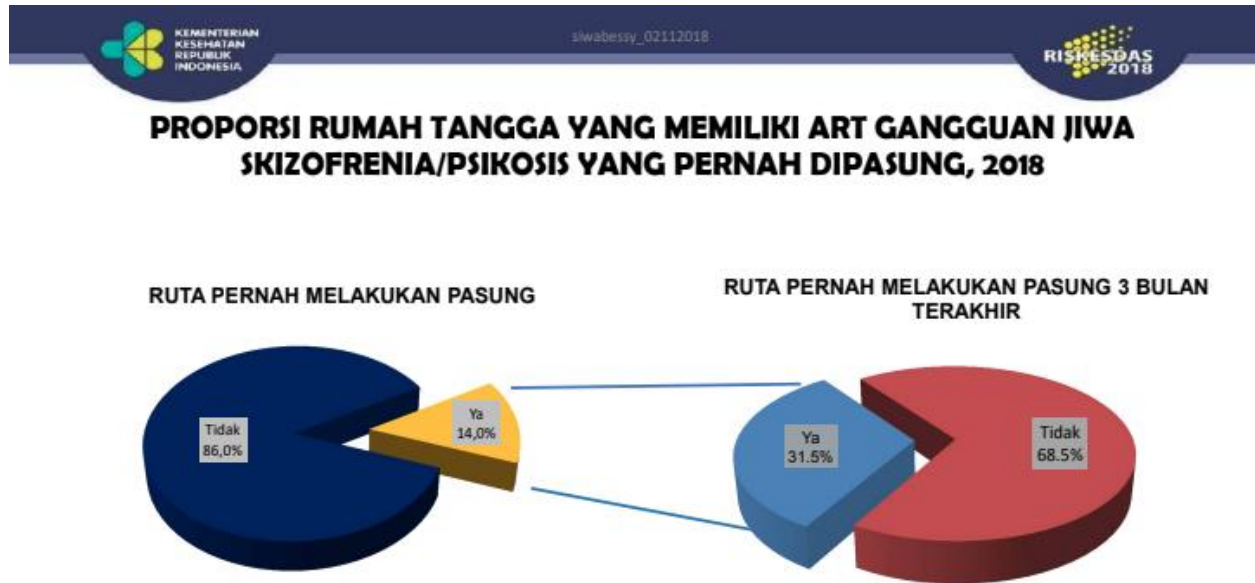 KEMENTERIAN
KESEHATAN
REPUBLIK
INDONESIA
siwabessy_02112018
RISKESDAS
2018
PROPORSI RUMAH TANGGA YANG MEMILIKI ART GANGGUAN JIWA
SKIZOFRENIA/PSIKOSIS YANG PERNAH DIPASUNG, 2018
RUTA PERNAH MELAKUKAN PASUNG
Tidak
86,0%
Ya
14,0%
RUTA PERNAH MELAKUKAN PASUNG 3 BULAN
TERAKHIR
Ya
31.5%
Tidak
68.5%